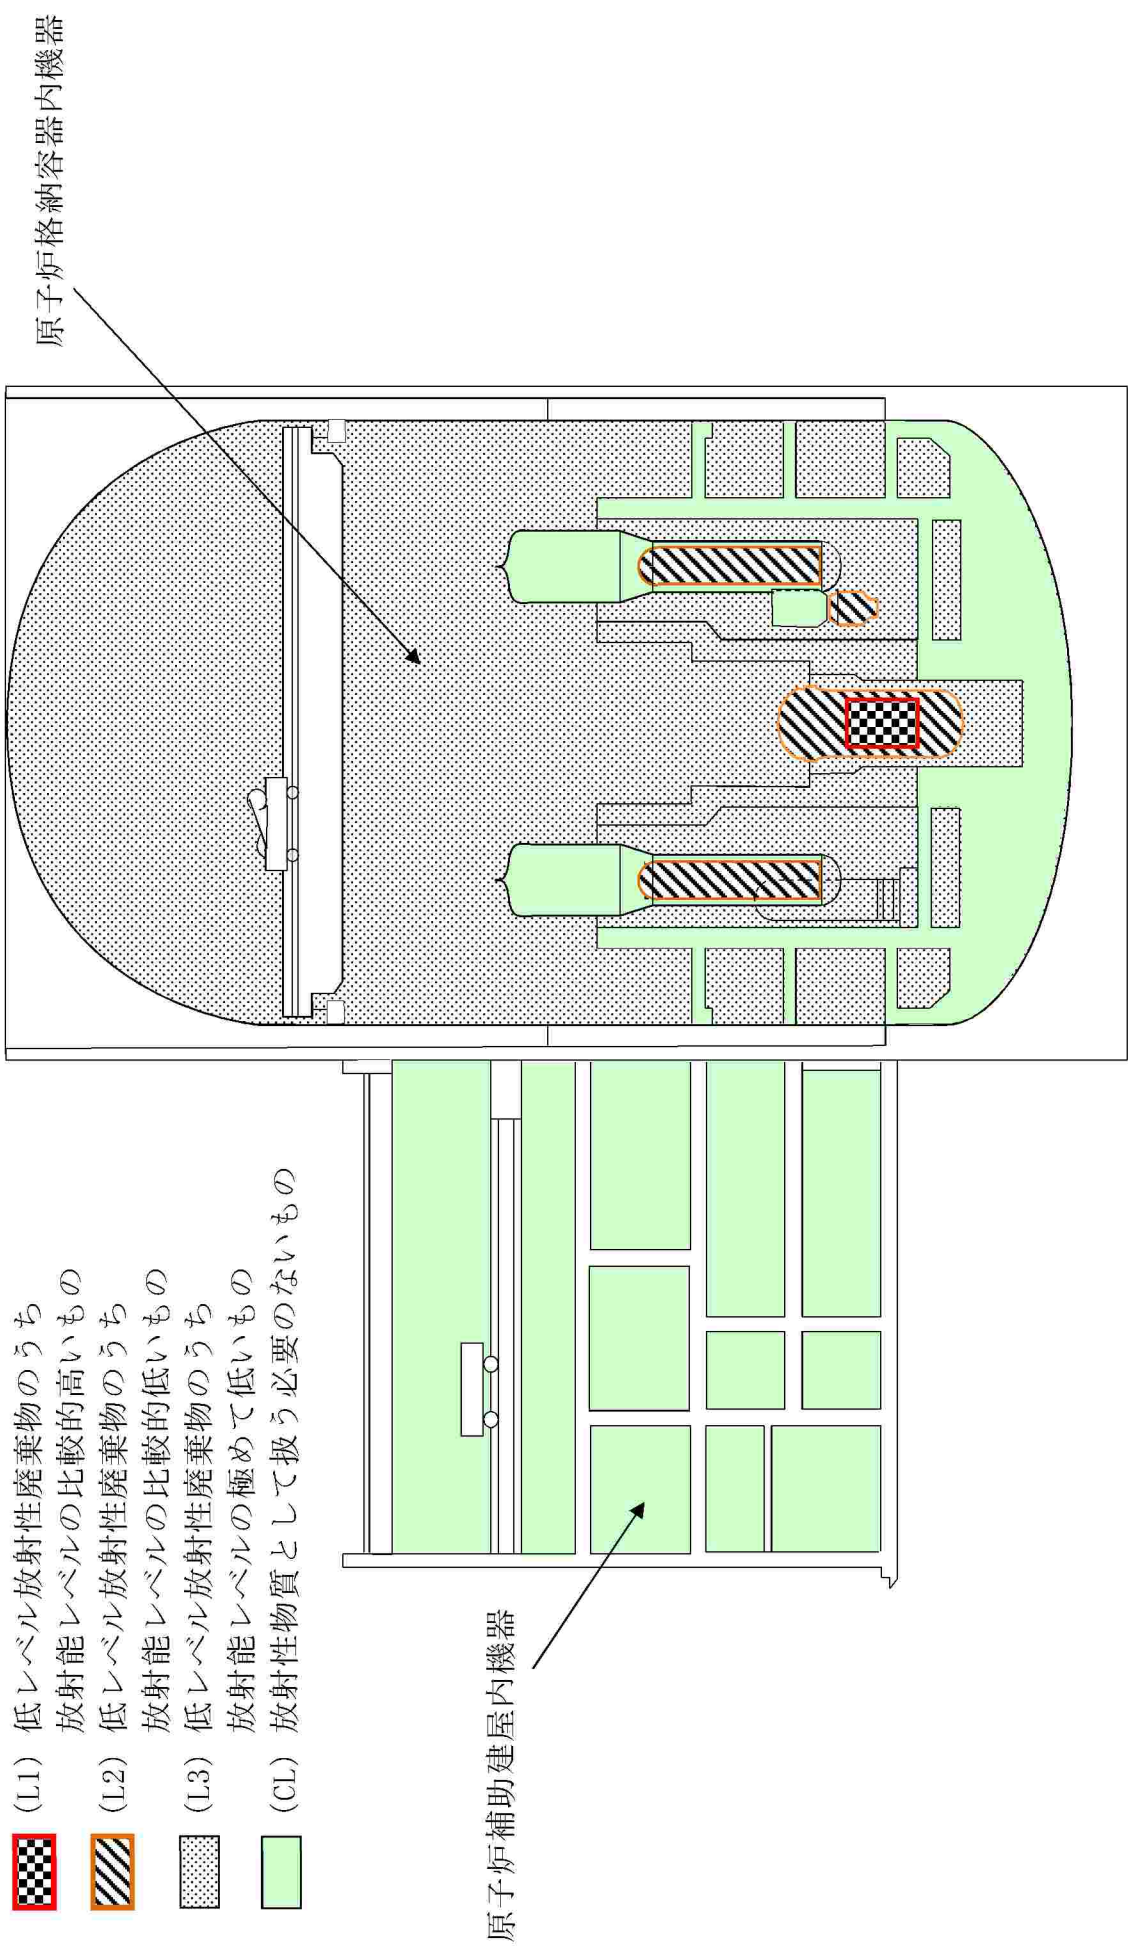 (L1) 低レベル放射性廃棄物のうち
放射能レベルの比較的高いもの
(L2) 低レベル放射性廃棄物のうち
放射能レベルの比較的低いもの
(L3) 低レベル放射性廃棄物のうち
放射能レベルの極めて低いもの
(CL) 放射性物質として扱う必要のないもの
原子炉格納容器内機器
原子炉補助建屋内機器